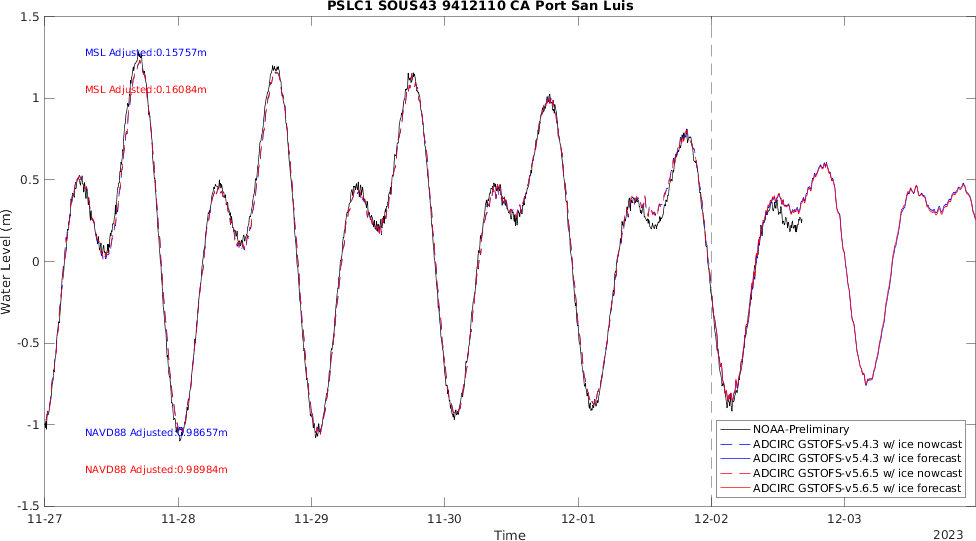 PSLC1 SOUS43 9412110 CA Port San Luis
1.5
MSL Adjusted:0.15757m
MSL Adjusted:0.16084m
1
0.5
0
-0.5
-1
-1.5
Water Level (m)
NAVD88 Adjusted:0.98657m
NAVD88 Adjusted:0.98984m
NOAA-Preliminary
ADCIRC GSTOFS-v5.4.3 w/ ice nowcast
ADCIRC GSTOFS-v5.4.3 w/ ice forecast
ADCIRC GSTOFS-v5.6.5 w/ ice nowcast
ADCIRC GSTOFS-v5.6.5 w/ ice forecast
11-27 11-28 11-29 11-30 12-01 12-02 12-03
Time
2023